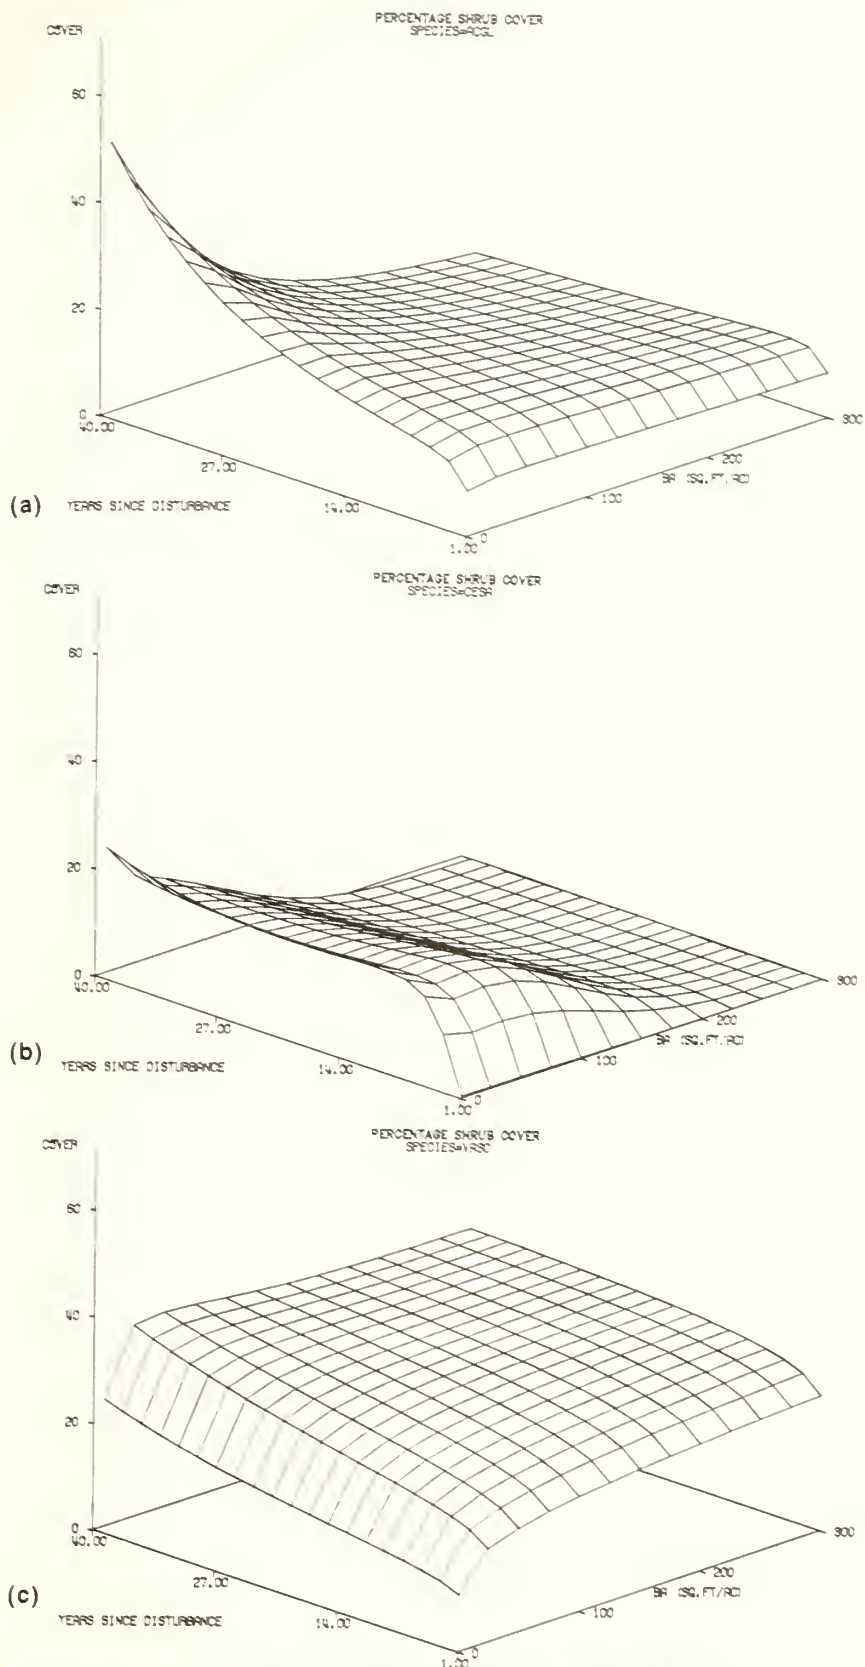 PERCENTAGE SHRUB COVER
SPECIES=ACGL
COVER
60
40
20
0
40.00
27.00
14.00
1.00
0
100
200
300
BA (SQ.FT/AC)
(a) YEARS SINCE DISTURBANCE
PERCENTAGE SHRUB COVER
SPECIES=CESA
COVER
60
40
20
0
40.00
27.00
14.00
1.00
0
100
200
300
BA (SQ.FT/AC)
(b) YEARS SINCE DISTURBANCE
PERCENTAGE SHRUB COVER
SPECIES=VASC
COVER
60
40
20
0
40.00
27.00
14.00
1.00
0
100
200
300
BA (SQ.FT/AC)
(c) YEARS SINCE DISTURBANCE